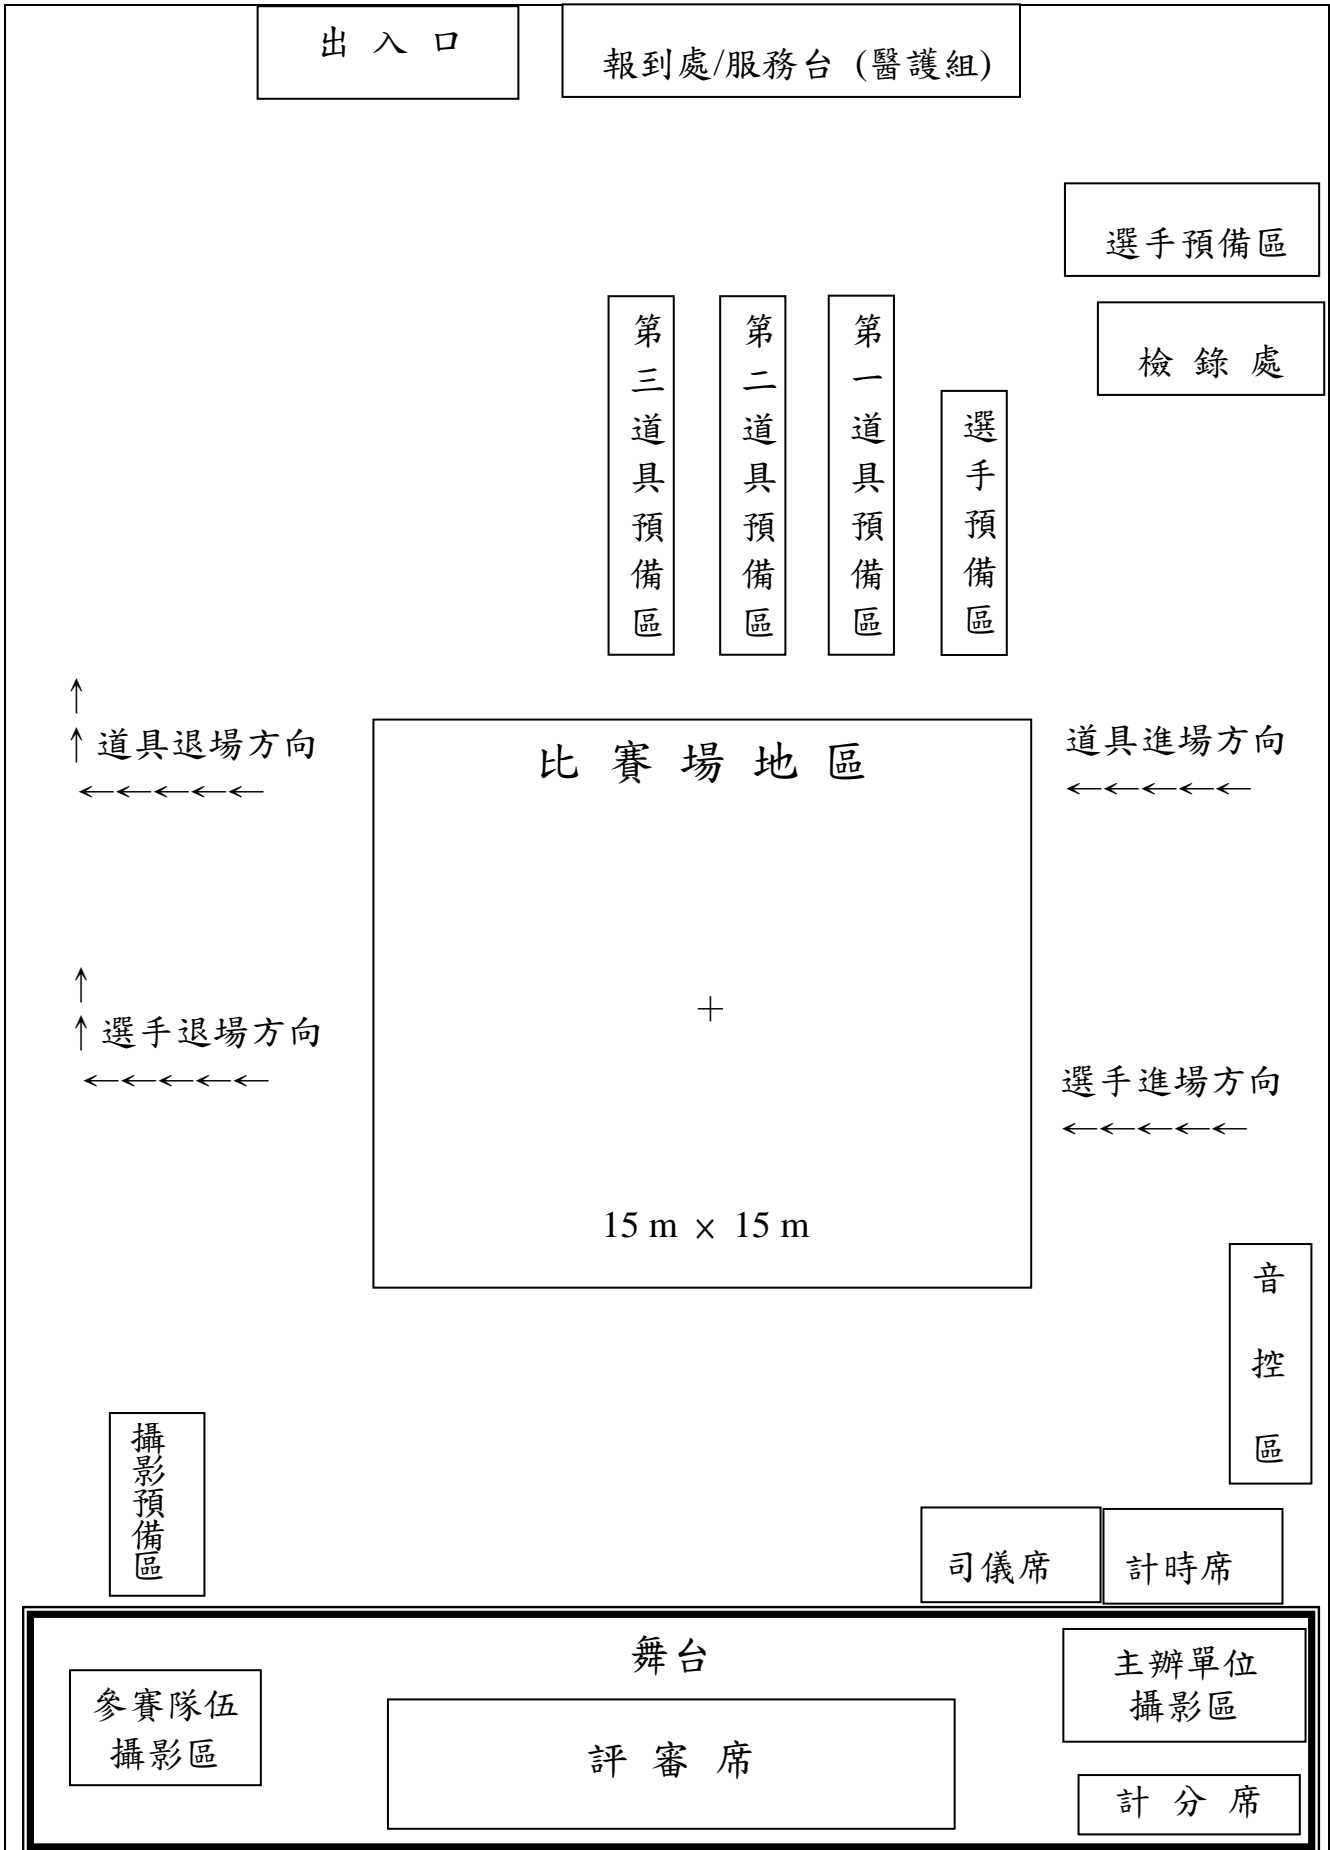 出 入 口
報到處/服務台 (醫護組)
選手預備區
檢 錄 處
第三道具預備區
第二道具預備區
第一道具預備區
選手預備區
↑
↑ 道具退場方向
←←←←←
比 賽 場 地 區
道具進場方向
←←←←←
↑
↑ 選手退場方向
←←←←←
+
選手進場方向
←←←←←
15 m × 15 m
音控區
攝影預備區
司儀席
計時席
舞台
主辦單位
攝影區
參賽隊伍
攝影區
評 審 席
計 分 席